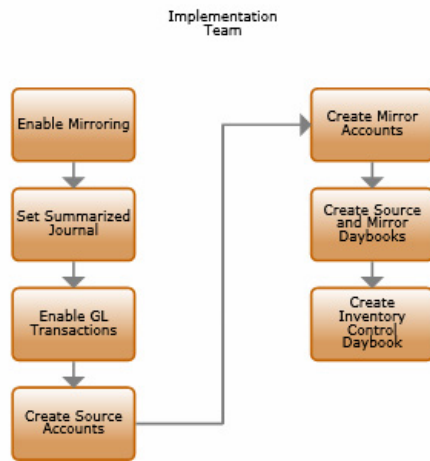 Implementation
Team
Enable Mirroring
Set Summarized
Journal
Enable GL
Transactions
Create Source
Accounts
Create Mirror
Accounts
Create Source
and Mirror
Daybooks
Create
Inventory
Control
Daybook